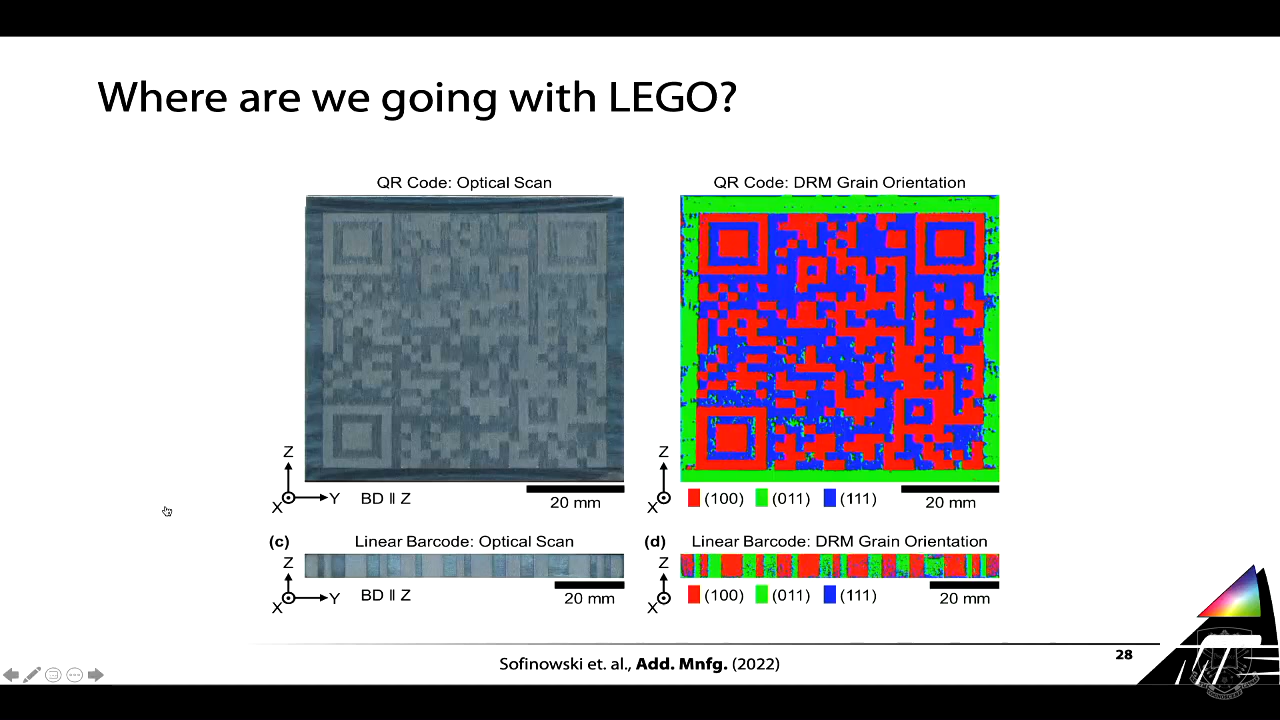 Where are we going with LEGO?
QR Code: Optical Scan
QR Code: DRM Grain Orientation
Z
X
Y
BD ∥ Z
20 mm
Z
X
(100)
(011)
(111)
20 mm
(c)
Linear Barcode: Optical Scan
(d)
Linear Barcode: DRM Grain Orientation
Z
X
Y
BD ∥ Z
20 mm
Z
X
(100)
(011)
(111)
20 mm
Sofinowski et. al., Add. Mnfg. (2022)
28